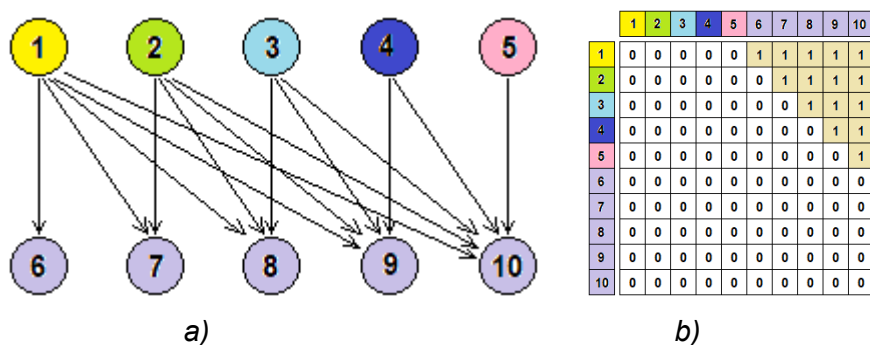 1 2 3 4 5
6 7 8 9 10
a)
1 2 3 4 5 6 7 8 9 10
1 0 0 0 0 0 1 1 1 1 1
2 0 0 0 0 0 0 1 1 1 1
3 0 0 0 0 0 0 0 1 1 1
4 0 0 0 0 0 0 0 0 1 1
5 0 0 0 0 0 0 0 0 0 1
6 0 0 0 0 0 0 0 0 0 0
7 0 0 0 0 0 0 0 0 0 0
8 0 0 0 0 0 0 0 0 0 0
9 0 0 0 0 0 0 0 0 0 0
10 0 0 0 0 0 0 0 0 0 0
b)